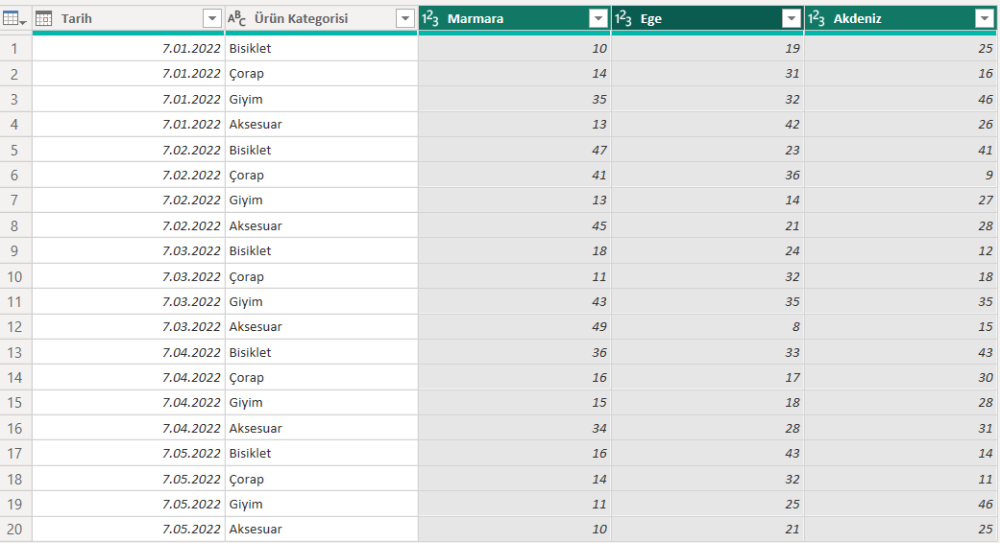 Tarih ABC Ürün Kategorisi 123 Marmara 123 Ege 123 Akdeniz
1 7.01.2022 Bisiklet 10 19 25
2 7.01.2022 Çorap 14 31 16
3 7.01.2022 Giyim 35 32 46
4 7.01.2022 Aksesuar 13 42 26
5 7.02.2022 Bisiklet 47 23 41
6 7.02.2022 Çorap 41 36 9
7 7.02.2022 Giyim 13 14 27
8 7.02.2022 Aksesuar 45 21 28
9 7.03.2022 Bisiklet 18 24 12
10 7.03.2022 Çorap 11 32 18
11 7.03.2022 Giyim 43 35 35
12 7.03.2022 Aksesuar 49 8 15
13 7.04.2022 Bisiklet 36 33 43
14 7.04.2022 Çorap 16 17 30
15 7.04.2022 Giyim 15 18 28
16 7.04.2022 Aksesuar 34 28 31
17 7.05.2022 Bisiklet 16 43 14
18 7.05.2022 Çorap 14 32 11
19 7.05.2022 Giyim 11 25 46
20 7.05.2022 Aksesuar 10 21 25